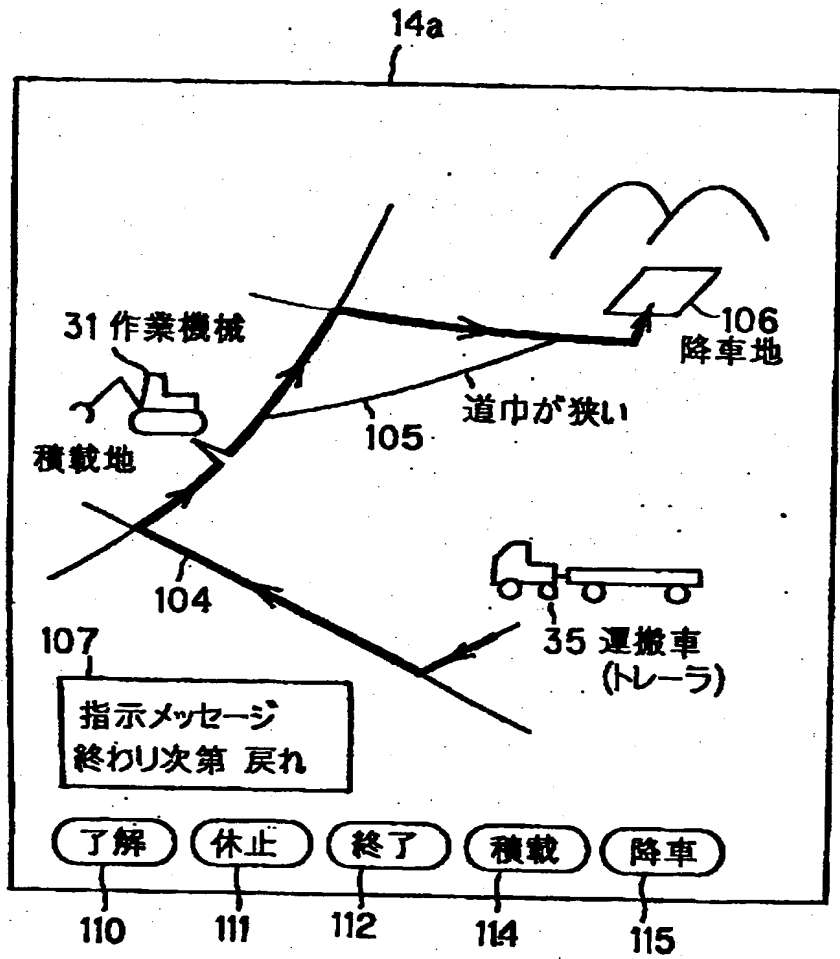 14a
31 作業機械
積載地
106
降車地
105
道巾が狭い
104
35 運搬車
(トレーラ)
107
指示メッセージ
終わり次第 戻れ
了解 休止 終了 積載 降車
110 111 112 114 115